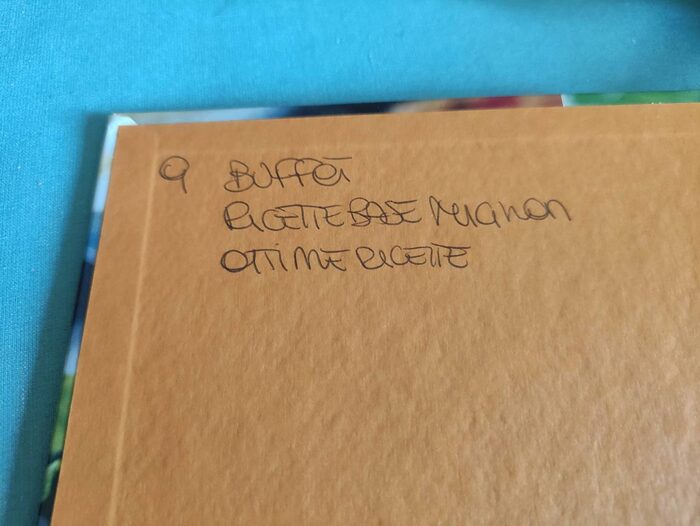 9 BUFFET
RICETTE BASE MIGNON
OTTIME RICETTE